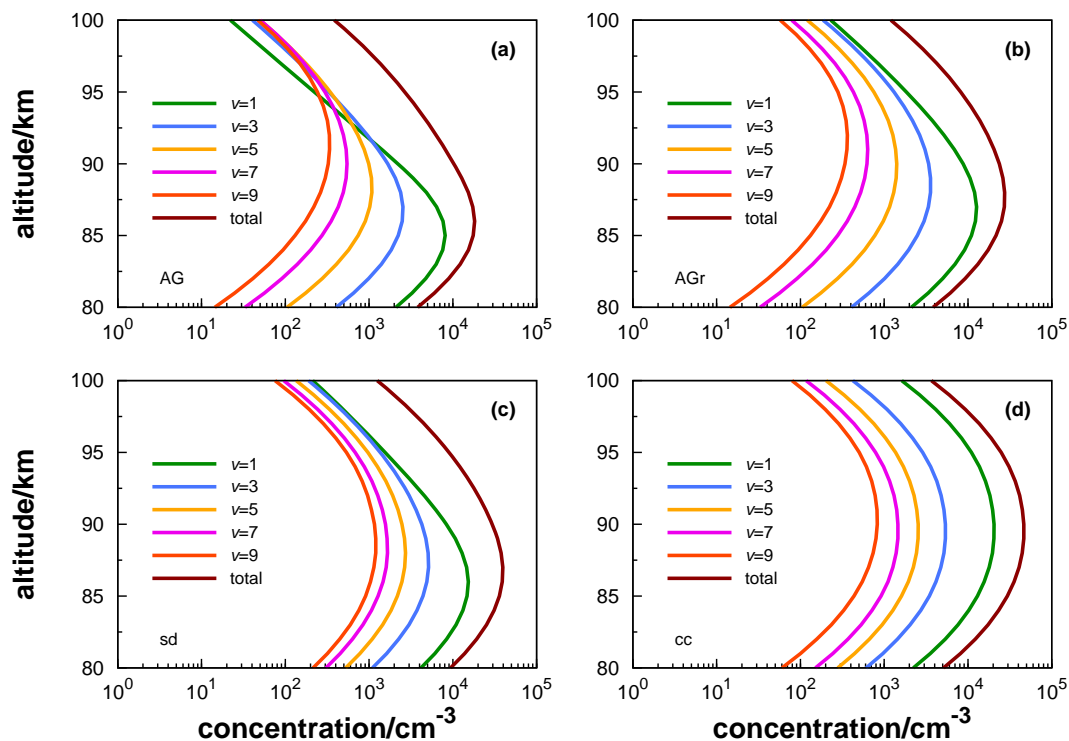 100
95
90
85
80
altitude/km
(a)
v=1
v=3
v=5
v=7
v=9
total
AG
10^0
10^1
10^2
10^3
10^4
10^5
100
95
90
85
80
(b)
v=1
v=3
v=5
v=7
v=9
total
AGr
10^0
10^1
10^2
10^3
10^4
10^5
100
95
90
85
80
altitude/km
(c)
v=1
v=3
v=5
v=7
v=9
total
sd
10^0
10^1
10^2
10^3
10^4
10^5
concentration/cm^-3
100
95
90
85
80
(d)
v=1
v=3
v=5
v=7
v=9
total
cc
10^0
10^1
10^2
10^3
10^4
10^5
concentration/cm^-3